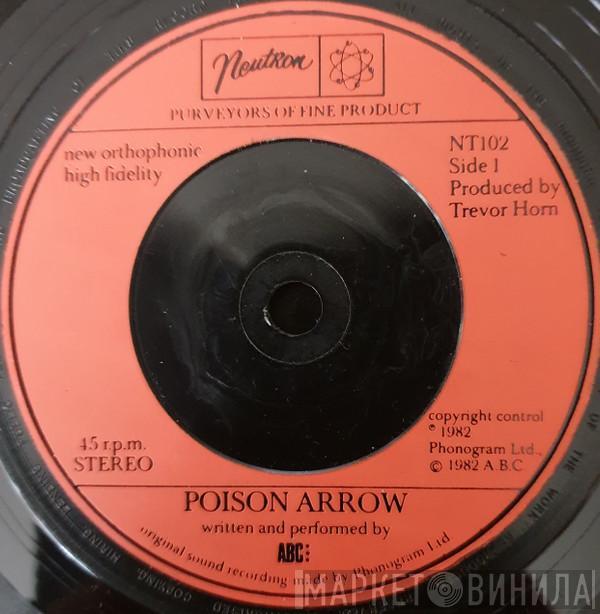 Neutron
PURVEYORS OF FINE PRODUCT
new orthophonic
high fidelity
NT102
Side 1
Produced by
Trevor Horn
45 r.p.m.
STEREO
copyright control
℗ 1982
Phonogram Ltd.,
© 1982 A B C
POISON ARROW
written and performed by
ABC:
original sound recording made by Phonogram Ltd
МАРКЕТ ВИНИЛА